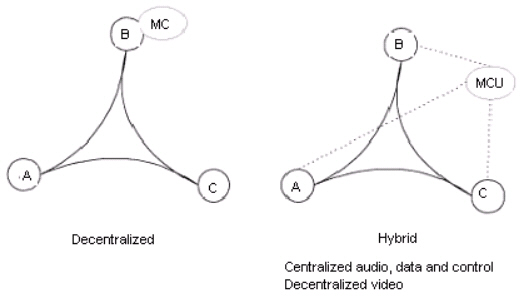 B
MC
A
C
Decentralized
B
MCU
A
C
Hybrid
Centralized audio, data and control
Decentralized video